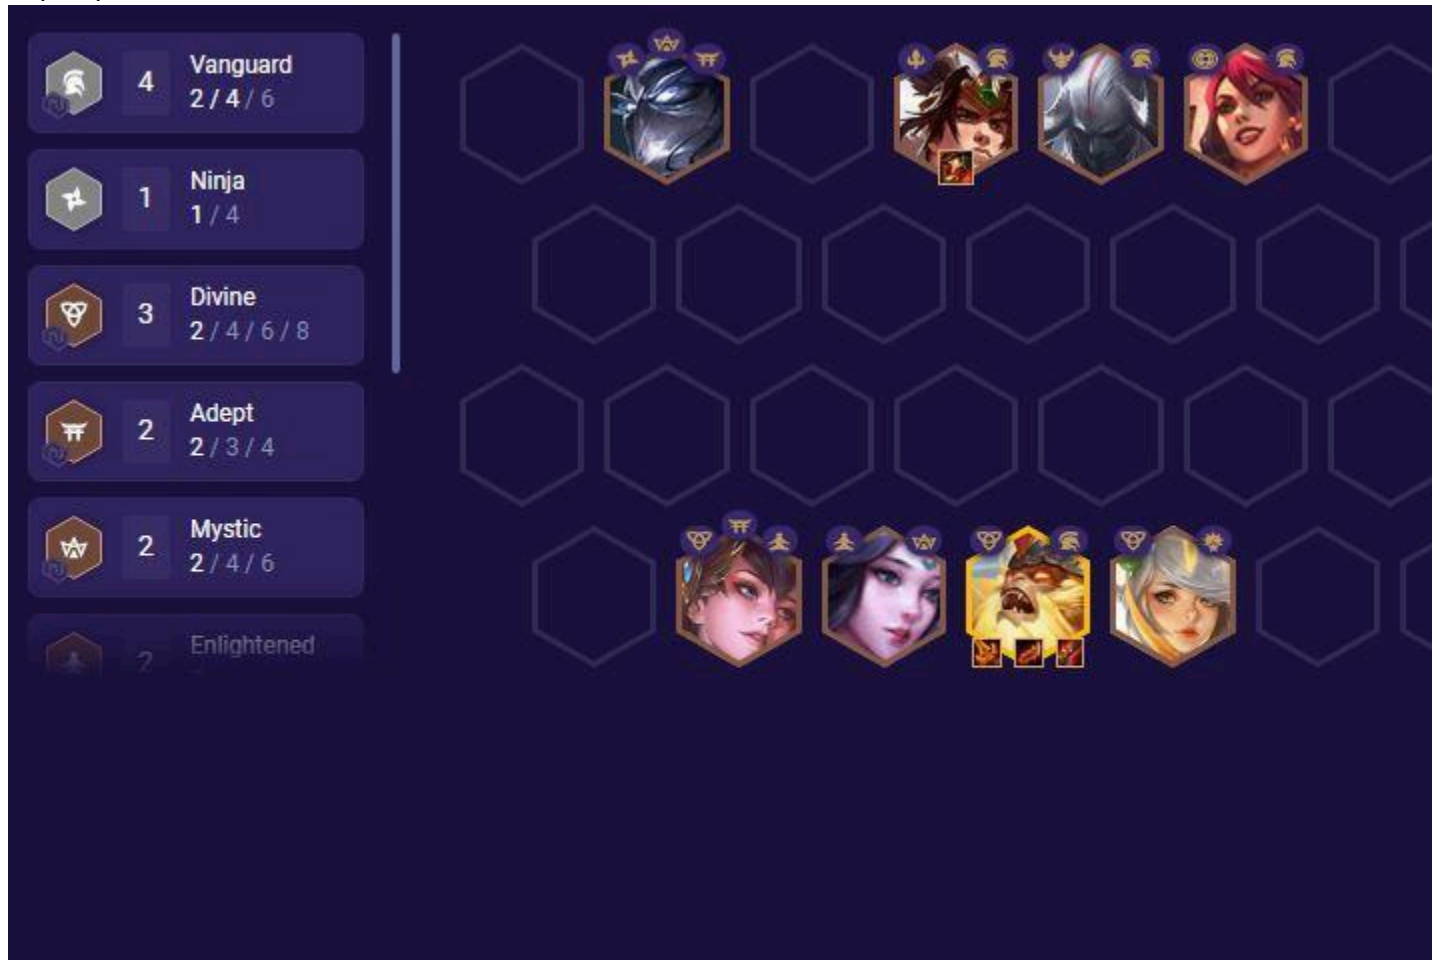 4
Vanguard
2 / 4 / 6
1
Ninja
1 / 4
3
Divine
2 / 4 / 6 / 8
2
Adept
2 / 3 / 4
2
Mystic
2 / 4 / 6
2
Enlightened